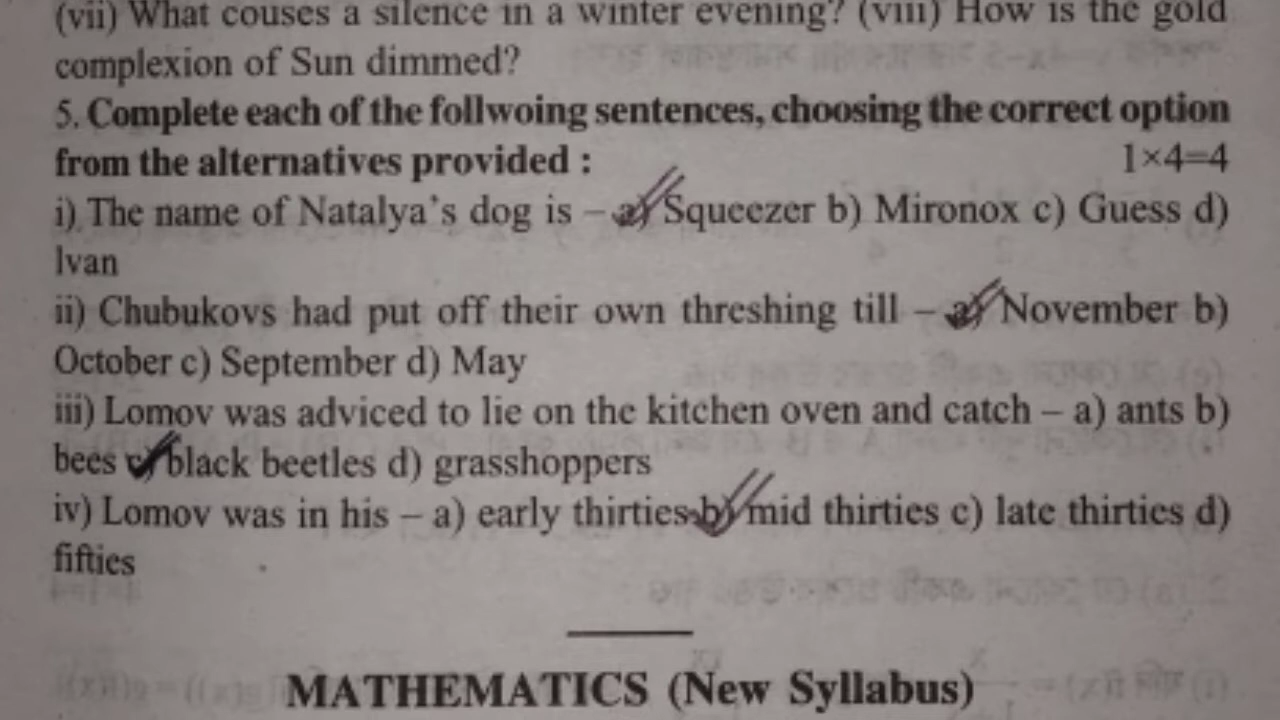 (vii) What couses a silence in a winter evening? (viii) How is the gold
complexion of Sun dimmed?
5. Complete each of the follwoing sentences, choosing the correct option
from the alternatives provided : 1×4=4
i) The name of Natalya's dog is – a) Squeezer b) Mironox c) Guess d)
Ivan
ii) Chubukovs had put off their own threshing till – a) November b)
October c) September d) May
iii) Lomov was adviced to lie on the kitchen oven and catch – a) ants b)
bees c) black beetles d) grasshoppers
iv) Lomov was in his – a) early thirties b) mid thirties c) late thirties d)
fifties
MATHEMATICS (New Syllabus)